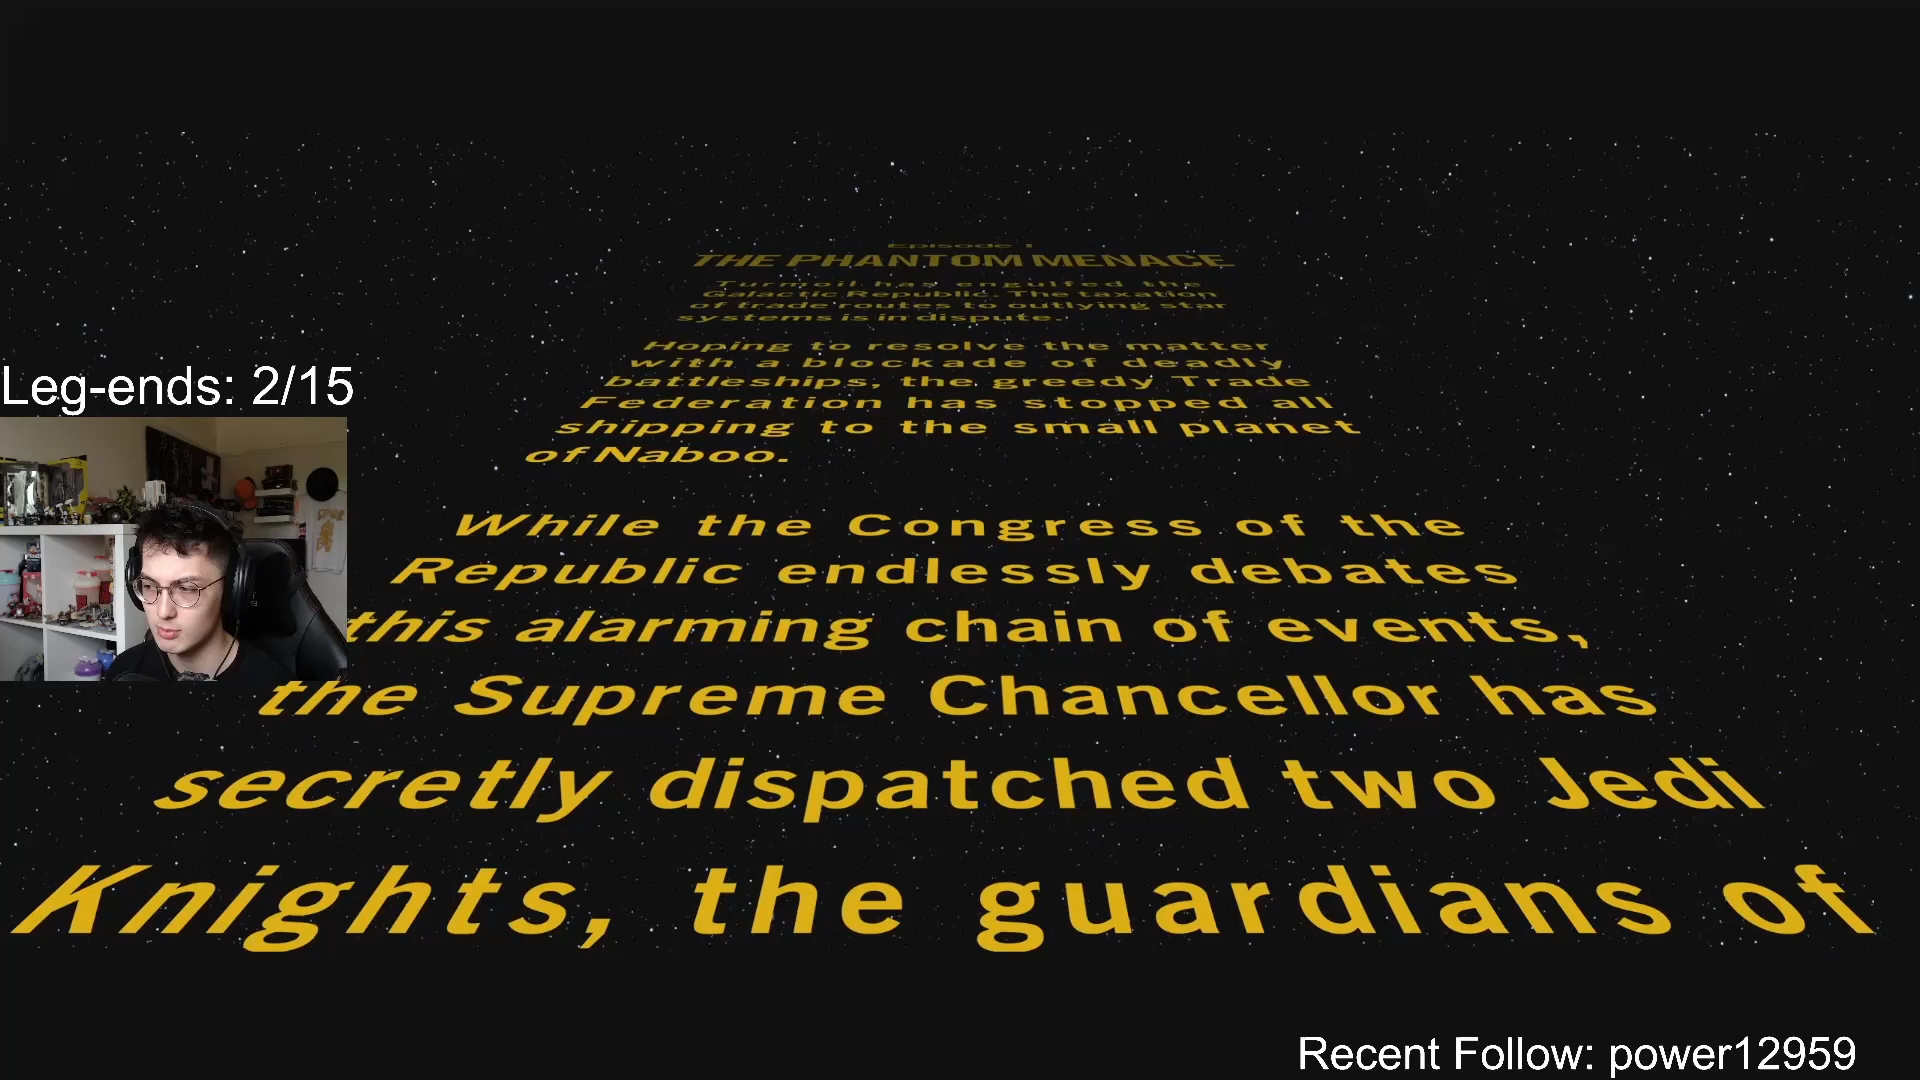 Episode I
THE PHANTOM MENACE
Turmoil has engulfed the
Galactic Republic. The taxation
of trade routes to outlying star
systems is in dispute.
Hoping to resolve the matter
with a blockade of deadly
battleships, the greedy Trade
Federation has stopped all
shipping to the small planet
of Naboo.
While the Congress of the
Republic endlessly debates
this alarming chain of events,
the Supreme Chancellor has
secretly dispatched two Jedi
Knights, the guardians of
Leg-ends: 2/15
Recent Follow: power12959